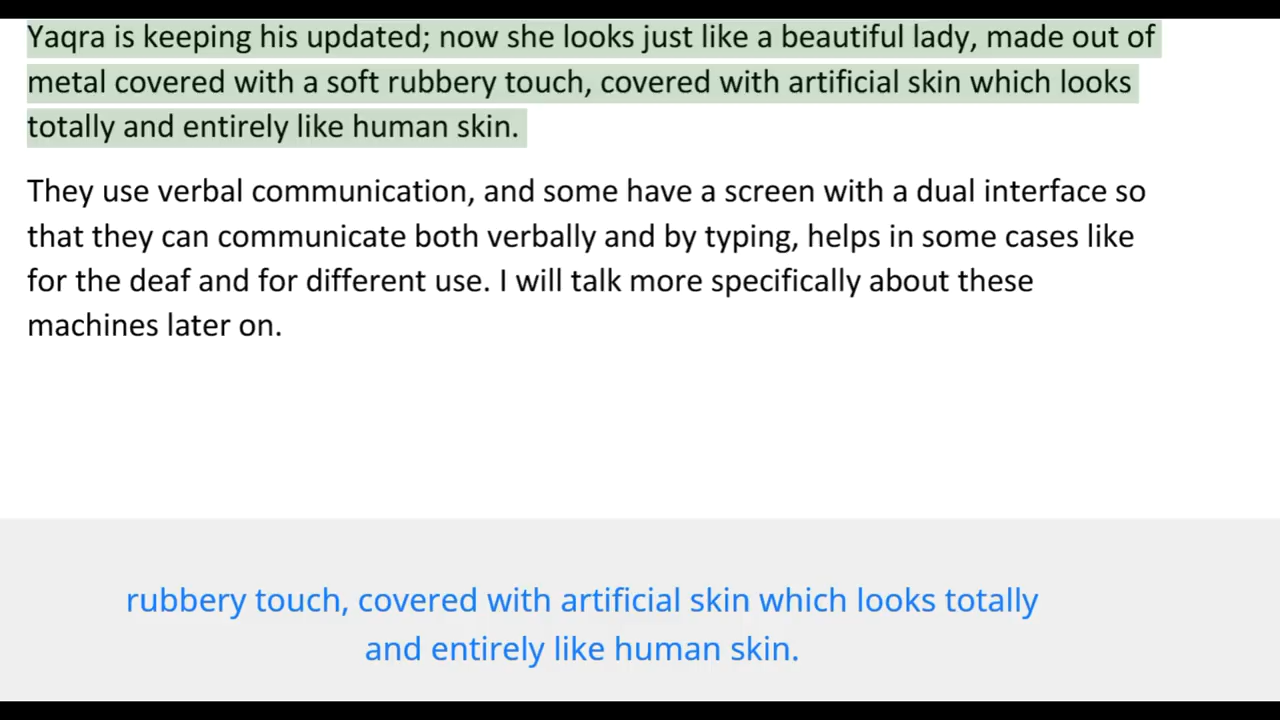 Yaqra is keeping his updated; now she looks just like a beautiful lady, made out of
metal covered with a soft rubbery touch, covered with artificial skin which looks
totally and entirely like human skin.
They use verbal communication, and some have a screen with a dual interface so
that they can communicate both verbally and by typing, helps in some cases like
for the deaf and for different use. I will talk more specifically about these
machines later on.
rubbery touch, covered with artificial skin which looks totally
and entirely like human skin.